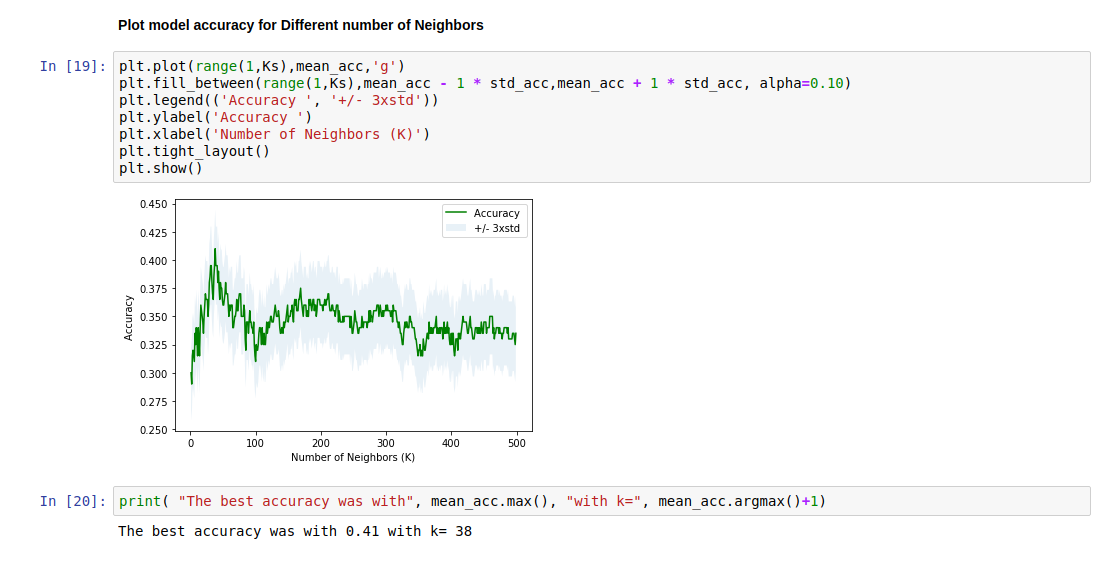 Plot model accuracy for Different number of Neighbors
In [19]:
plt.plot(range(1,Ks),mean_acc,'g')
plt.fill_between(range(1,Ks),mean_acc - 1 * std_acc,mean_acc + 1 * std_acc, alpha=0.10)
plt.legend(('Accuracy ', '+/- 3xstd'))
plt.ylabel('Accuracy ')
plt.xlabel('Number of Neighbors (K)')
plt.tight_layout()
plt.show()
Accuracy
+/- 3xstd
0.450
0.425
0.400
0.375
0.350
0.325
0.300
0.275
0.250
Accuracy
0 100 200 300 400 500
Number of Neighbors (K)
In [20]:
print( "The best accuracy was with", mean_acc.max(), "with k=", mean_acc.argmax()+1)
The best accuracy was with 0.41 with k= 38